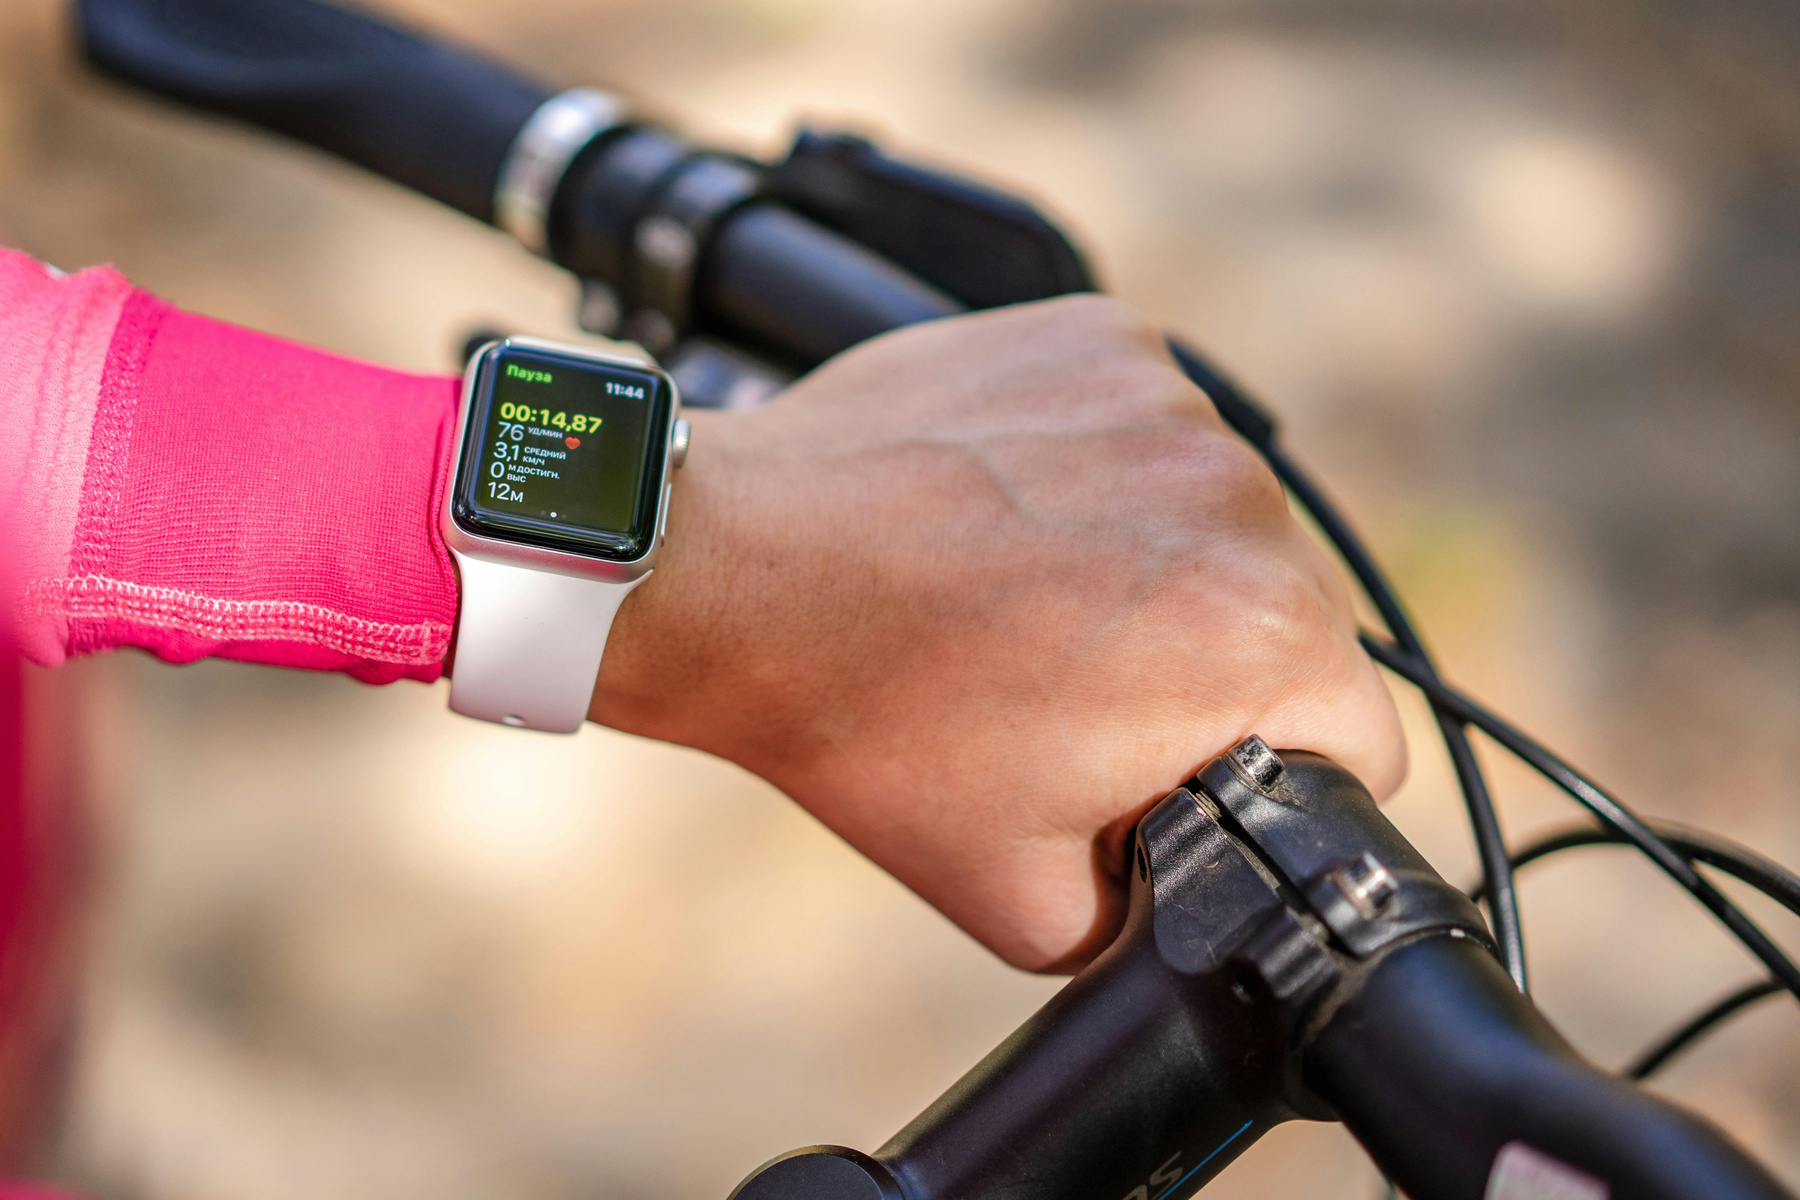 Пауза
11:44
00:14,87
76 УД/МИН
3,1 СРЕДНИЙ КМ/Ч
0 М ДОСТИГН. ВЫС
12М